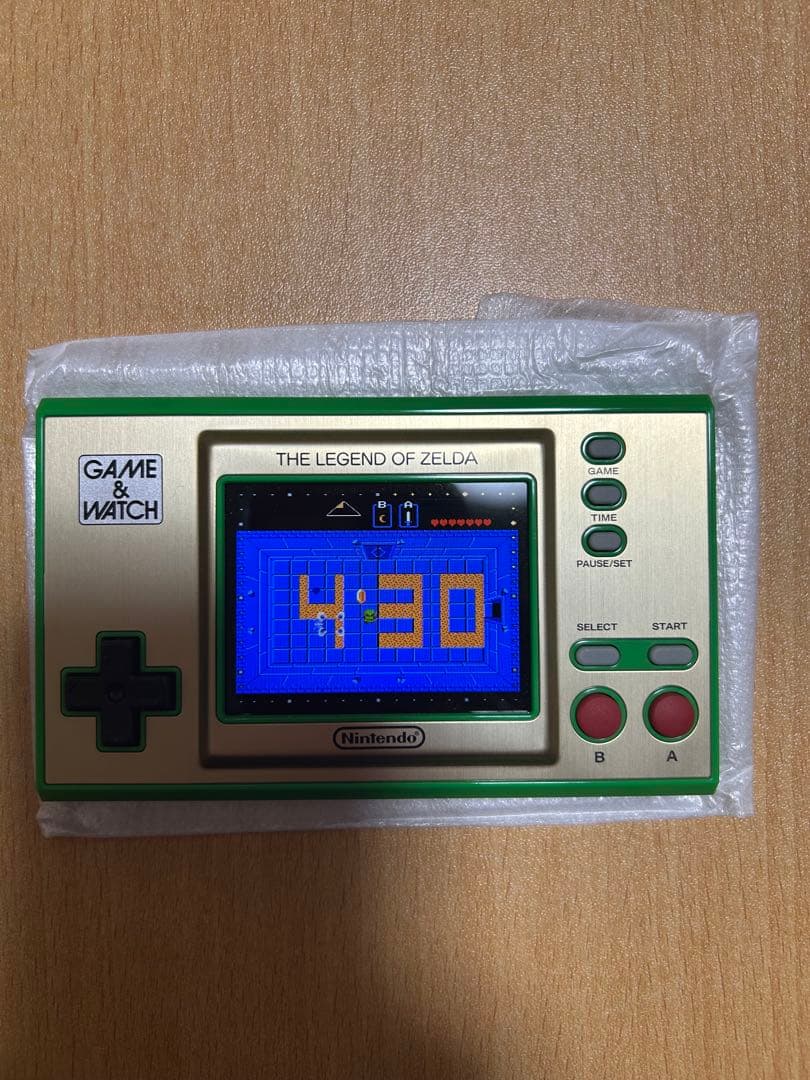 GAME
&
WATCH
THE LEGEND OF ZELDA
B A
4:30
Nintendo
GAME
TIME
PAUSE/SET
SELECT START
B A